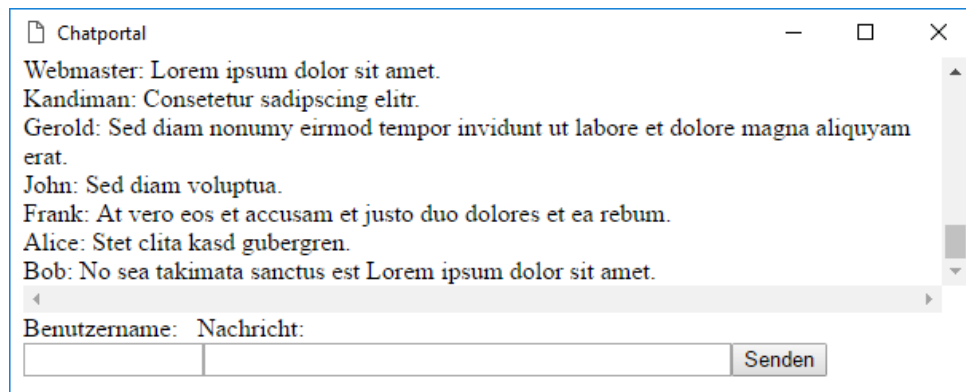 Chatportal
Webmaster: Lorem ipsum dolor sit amet.
Kandiman: Consetetur sadipscing elitr.
Gerold: Sed diam nonumy eirmod tempor invidunt ut labore et dolore magna aliquyam
erat.
John: Sed diam voluptua.
Frank: At vero eos et accusam et justo duo dolores et ea rebum.
Alice: Stet clita kasd gubergren.
Bob: No sea takimata sanctus est Lorem ipsum dolor sit amet.
Benutzername: Nachricht:
Senden